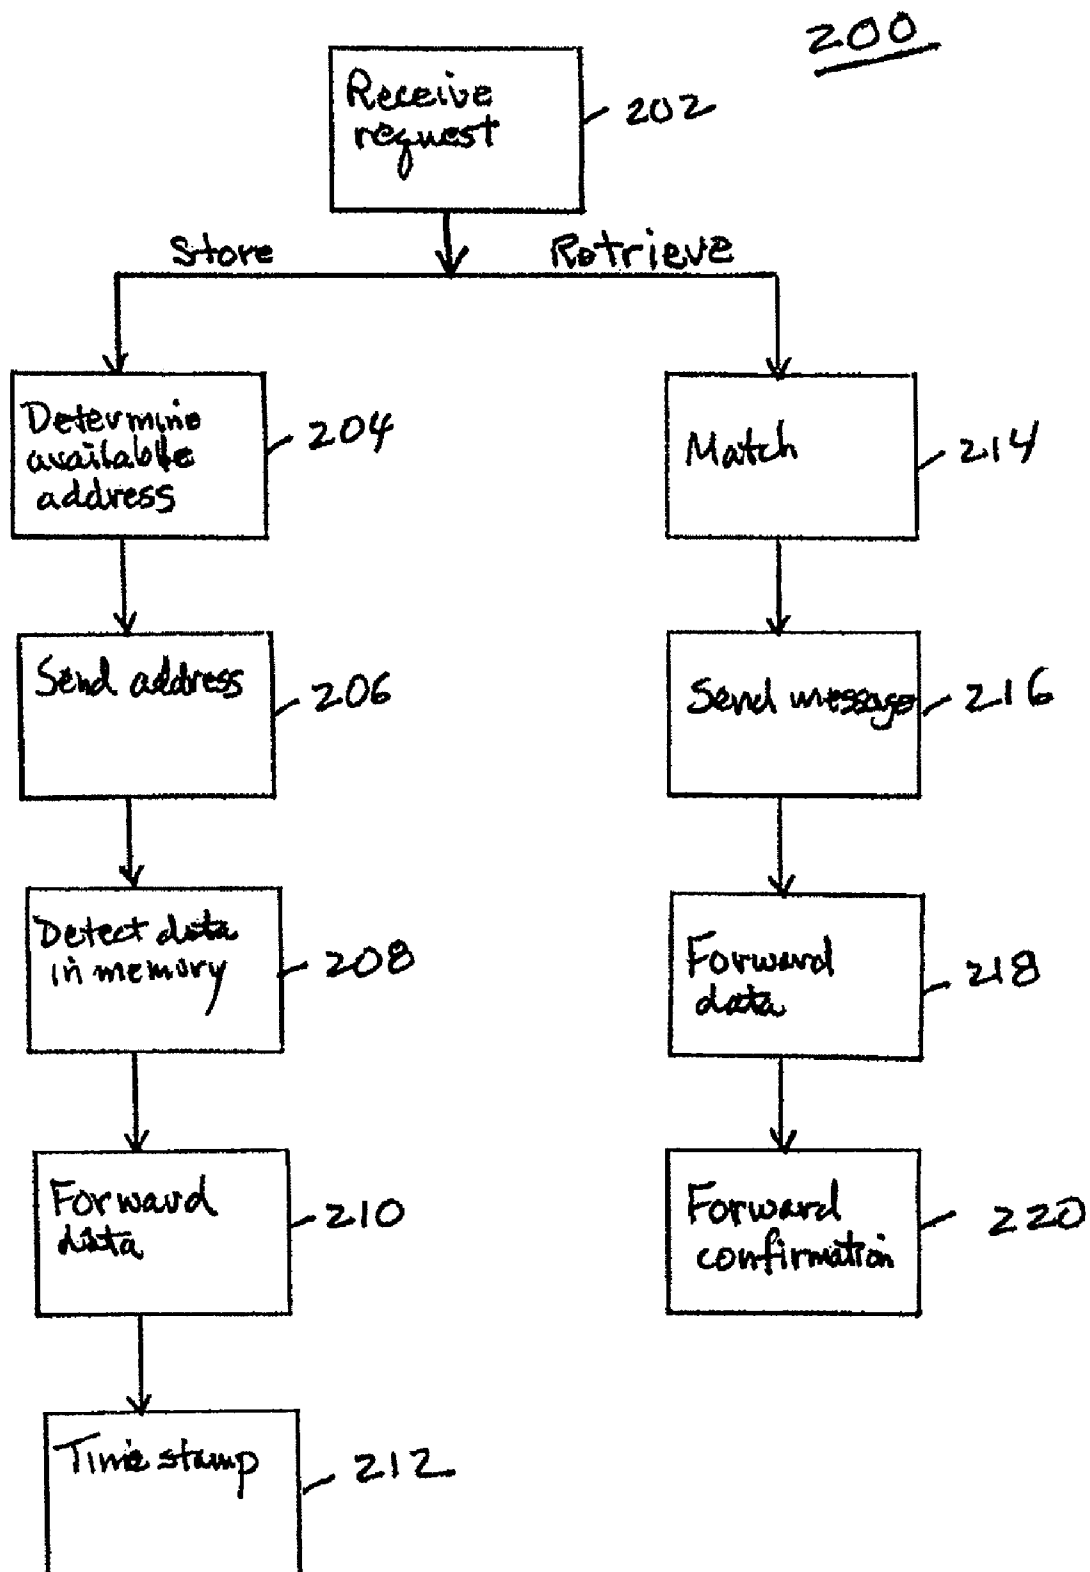 200
Receive
request
202
Store
Retrieve
Determine
available
address
204
Match
214
Send address
206
Send message
216
Detect data
in memory
208
Forward
data
218
Forward
data
210
Forward
confirmation
220
Time stamp
212